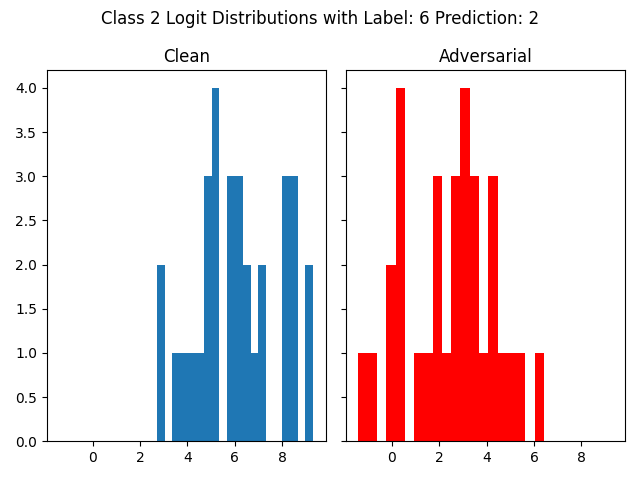 Class 2 Logit Distributions with Label: 6 Prediction: 2
Clean
Adversarial
4.0
3.5
3.0
2.5
2.0
1.5
1.0
0.5
0.0
0 2 4 6 8
0 2 4 6 8